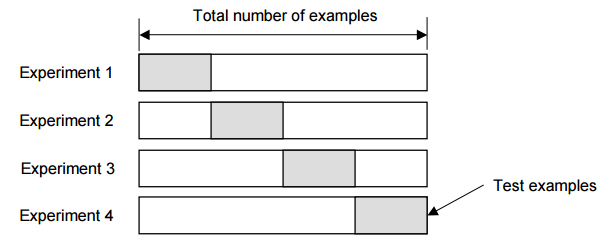 Total number of examples
Experiment 1
Experiment 2
Experiment 3
Test examples
Experiment 4